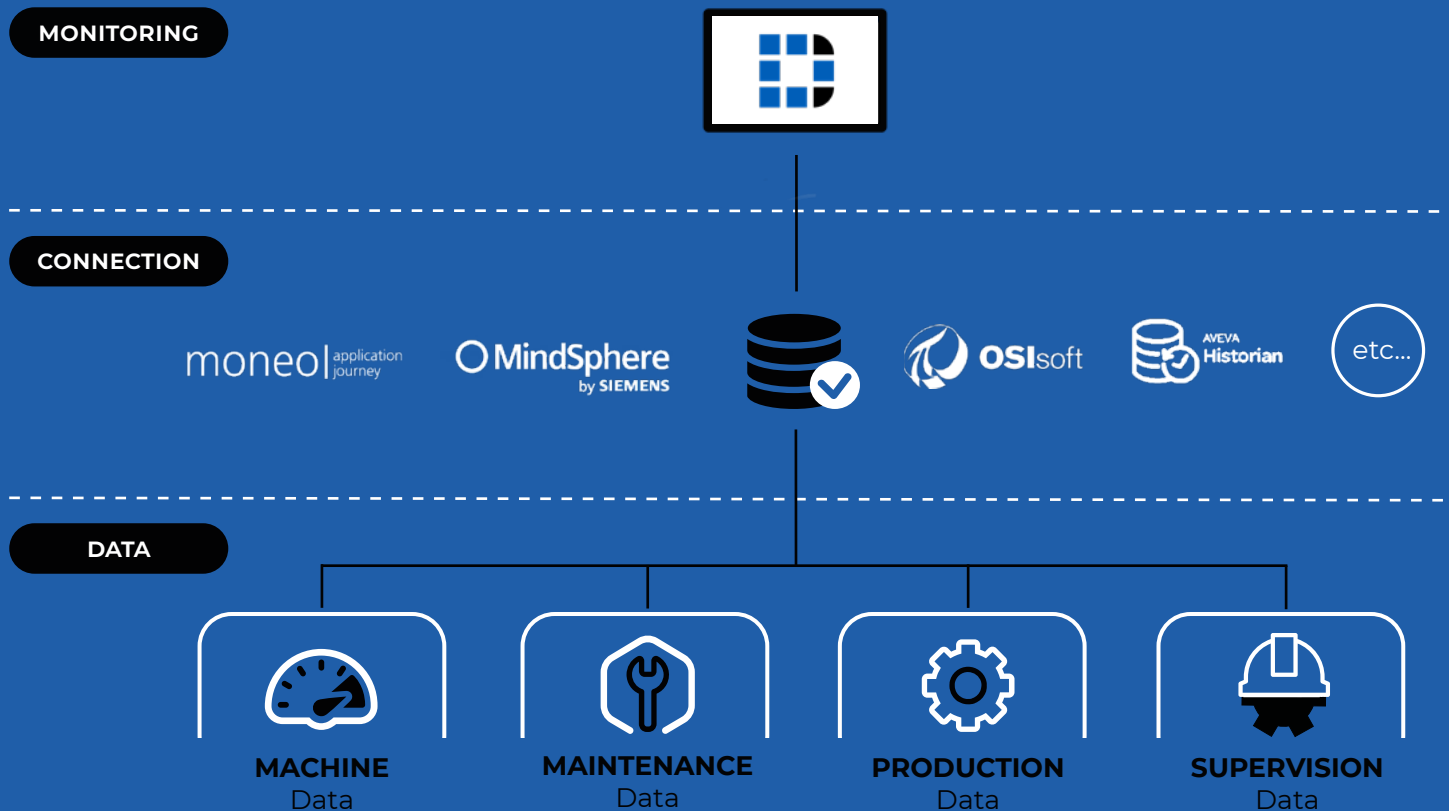 MONITORING
CONNECTION
moneo application journey
MindSphere
by SIEMENS
OSIsoft
AVEVA
Historian
etc...
DATA
MACHINE
Data
MAINTENANCE
Data
PRODUCTION
Data
SUPERVISION
Data